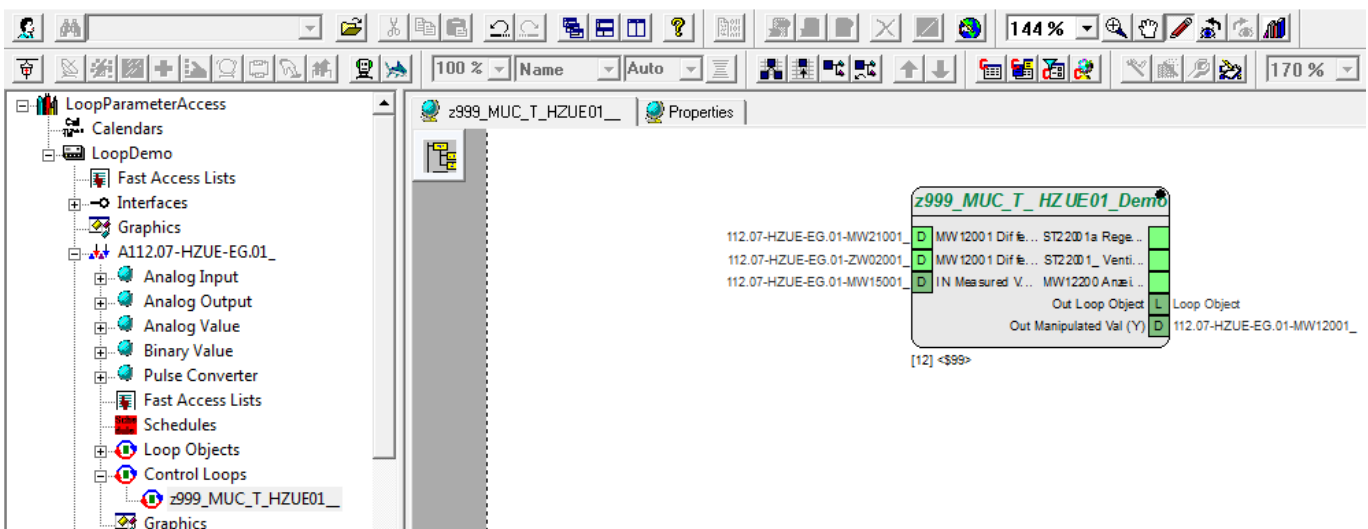 144 %
100 % Name Auto 170 %
LoopParameterAccess
Calendars
LoopDemo
Fast Access Lists
Interfaces
Graphics
A112.07-HZUE-EG.01_
Analog Input
Analog Output
Analog Value
Binary Value
Pulse Converter
Fast Access Lists
Schedules
Loop Objects
Control Loops
z999_MUC_T_HZUE01__
Graphics
z999_MUC_T_HZUE01__ Properties
z999_MUC_T_ HZUE01_Demo
112.07-HZUE-EG.01-MW21001_ D MW12001 Diffe... ST22001a Rege...
112.07-HZUE-EG.01-ZW02001_ D MW12001 Diffe... ST22001_ Venti...
112.07-HZUE-EG.01-MW15001_ D IN Measured V... MW12200 Anzei...
Out Loop Object L Loop Object
Out Manipulated Val (Y) D 112.07-HZUE-EG.01-MW12001_
[12] <$99>